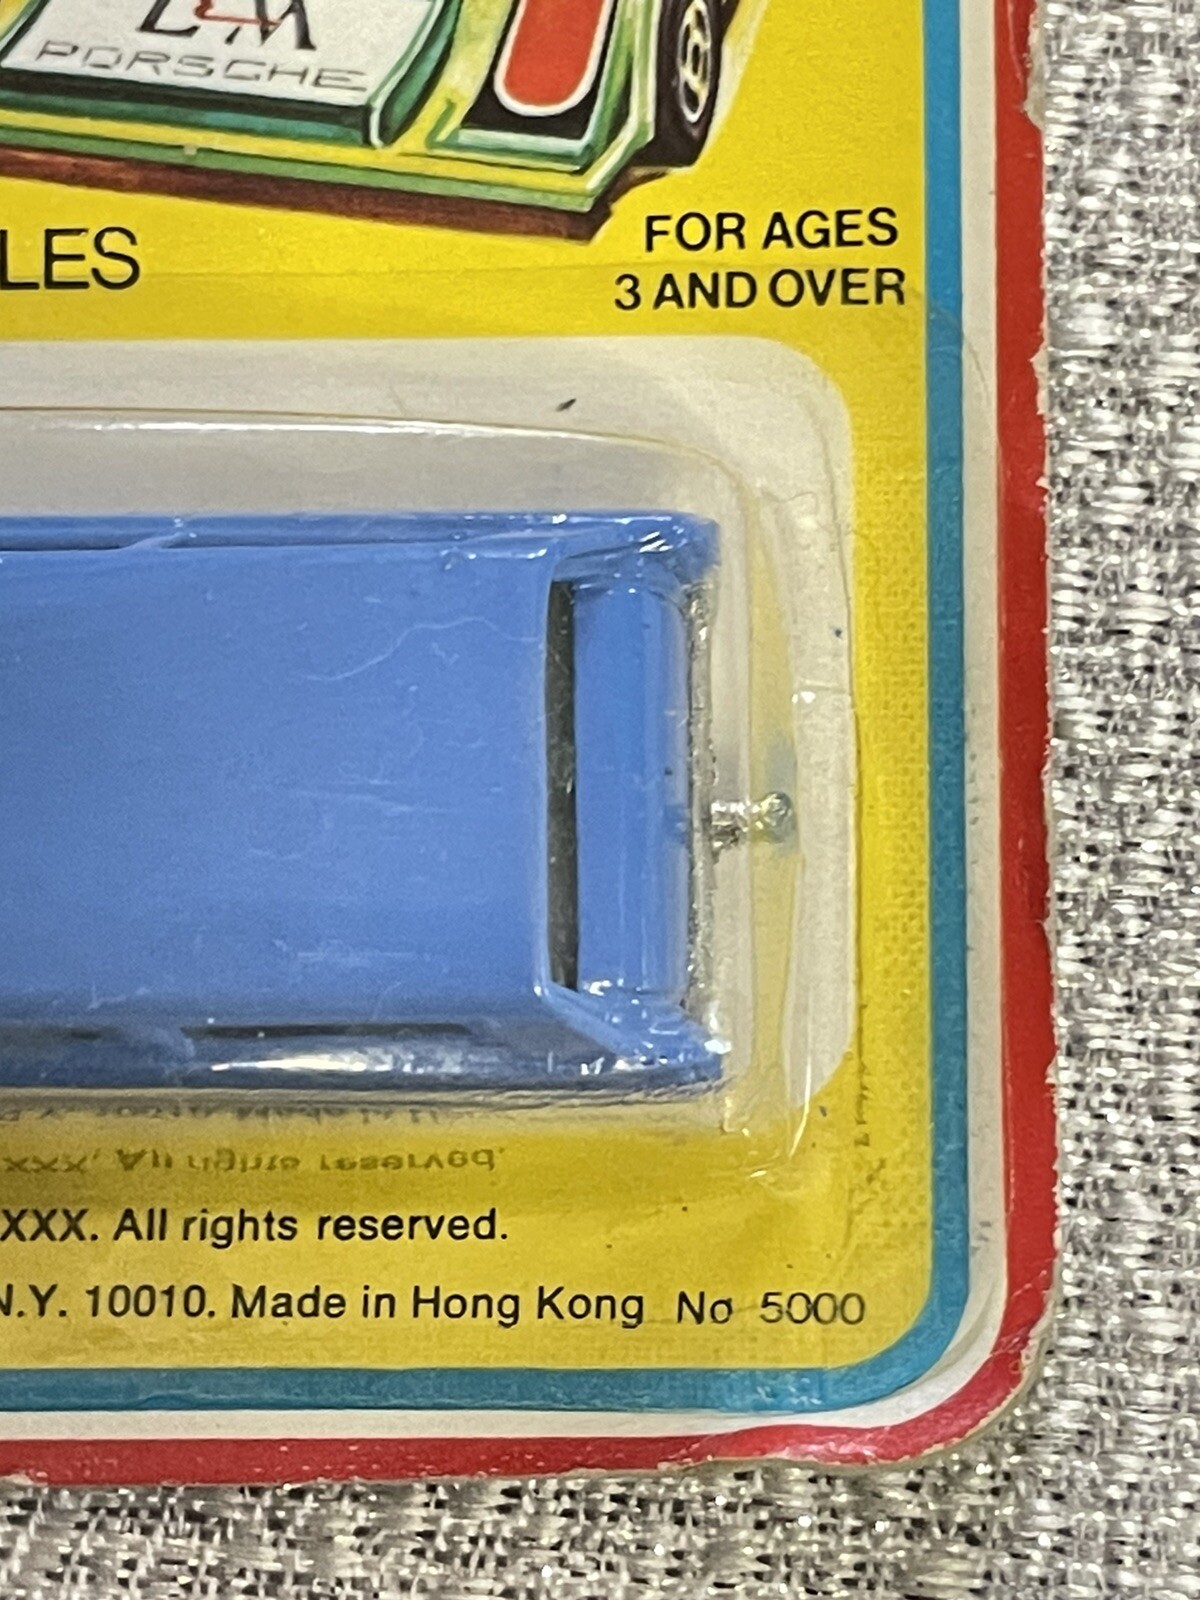 PORSCHE
LES
FOR AGES
3 AND OVER
XXX. All rights reserved.
N.Y. 10010. Made in Hong Kong No 5000